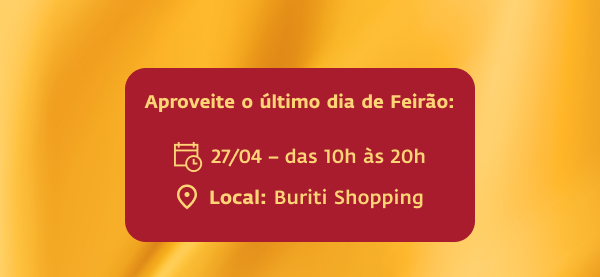 Aproveite o último dia de Feirão:
27/04 – das 10h às 20h
Local: Buriti Shopping